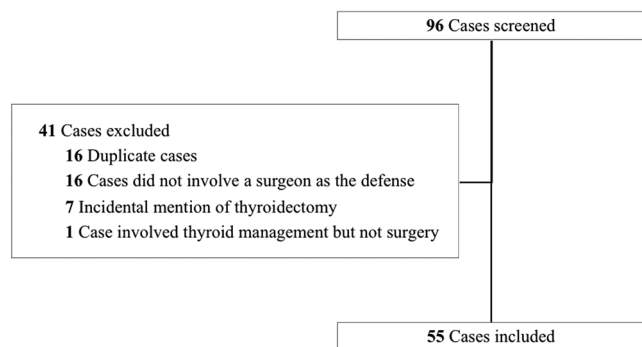 96 Cases screened
41 Cases excluded
16 Duplicate cases
16 Cases did not involve a surgeon as the defense
7 Incidental mention of thyroidectomy
1 Case involved thyroid management but not surgery
55 Cases included